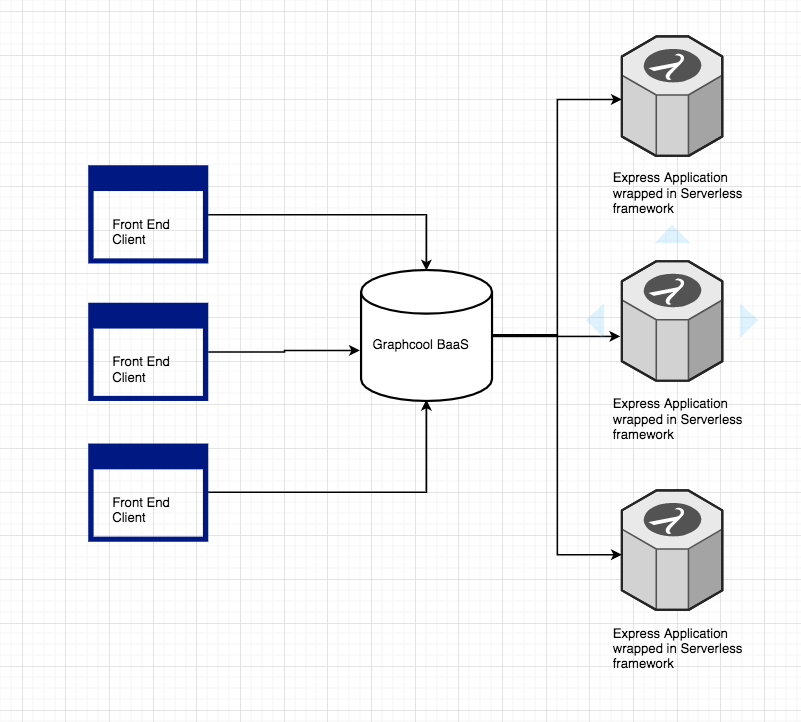 Express Application
wrapped in Serverless
framework
Front End
Client
Graphcool BaaS
Front End
Client
Express Application
wrapped in Serverless
framework
Front End
Client
Express Application
wrapped in Serverless
framework